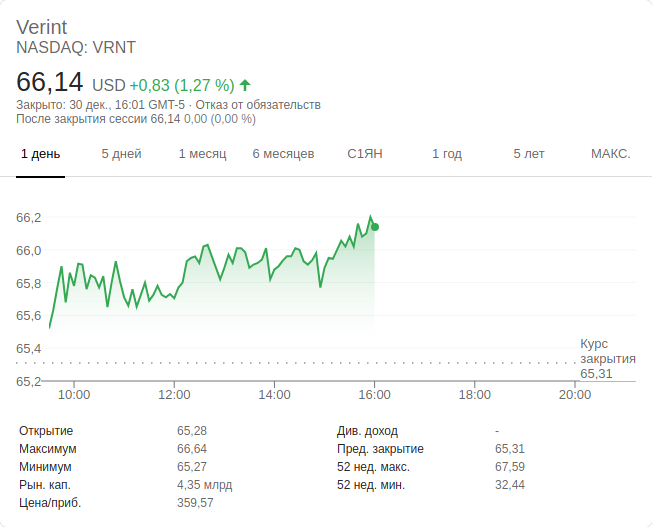 Verint
NASDAQ: VRNT
66,14 USD +0,83 (1,27 %)
Закрыто: 30 дек., 16:01 GMT-5 · Отказ от обязательств
После закрытия сессии 66,14 0,00 (0,00 %)
1 день 5 дней 1 месяц 6 месяцев С1ЯН 1 год 5 лет МАКС.
66,2
66,0
65,8
65,6
65,4
65,2
Курс
закрытия
65,31
10:00 12:00 14:00 16:00 18:00 20:00
Открытие 65,28 Див. доход -
Максимум 66,64 Пред. закрытие 65,31
Минимум 65,27 52 нед. макс. 67,59
Рын. кап. 4,35 млрд 52 нед. мин. 32,44
Цена/приб. 359,57